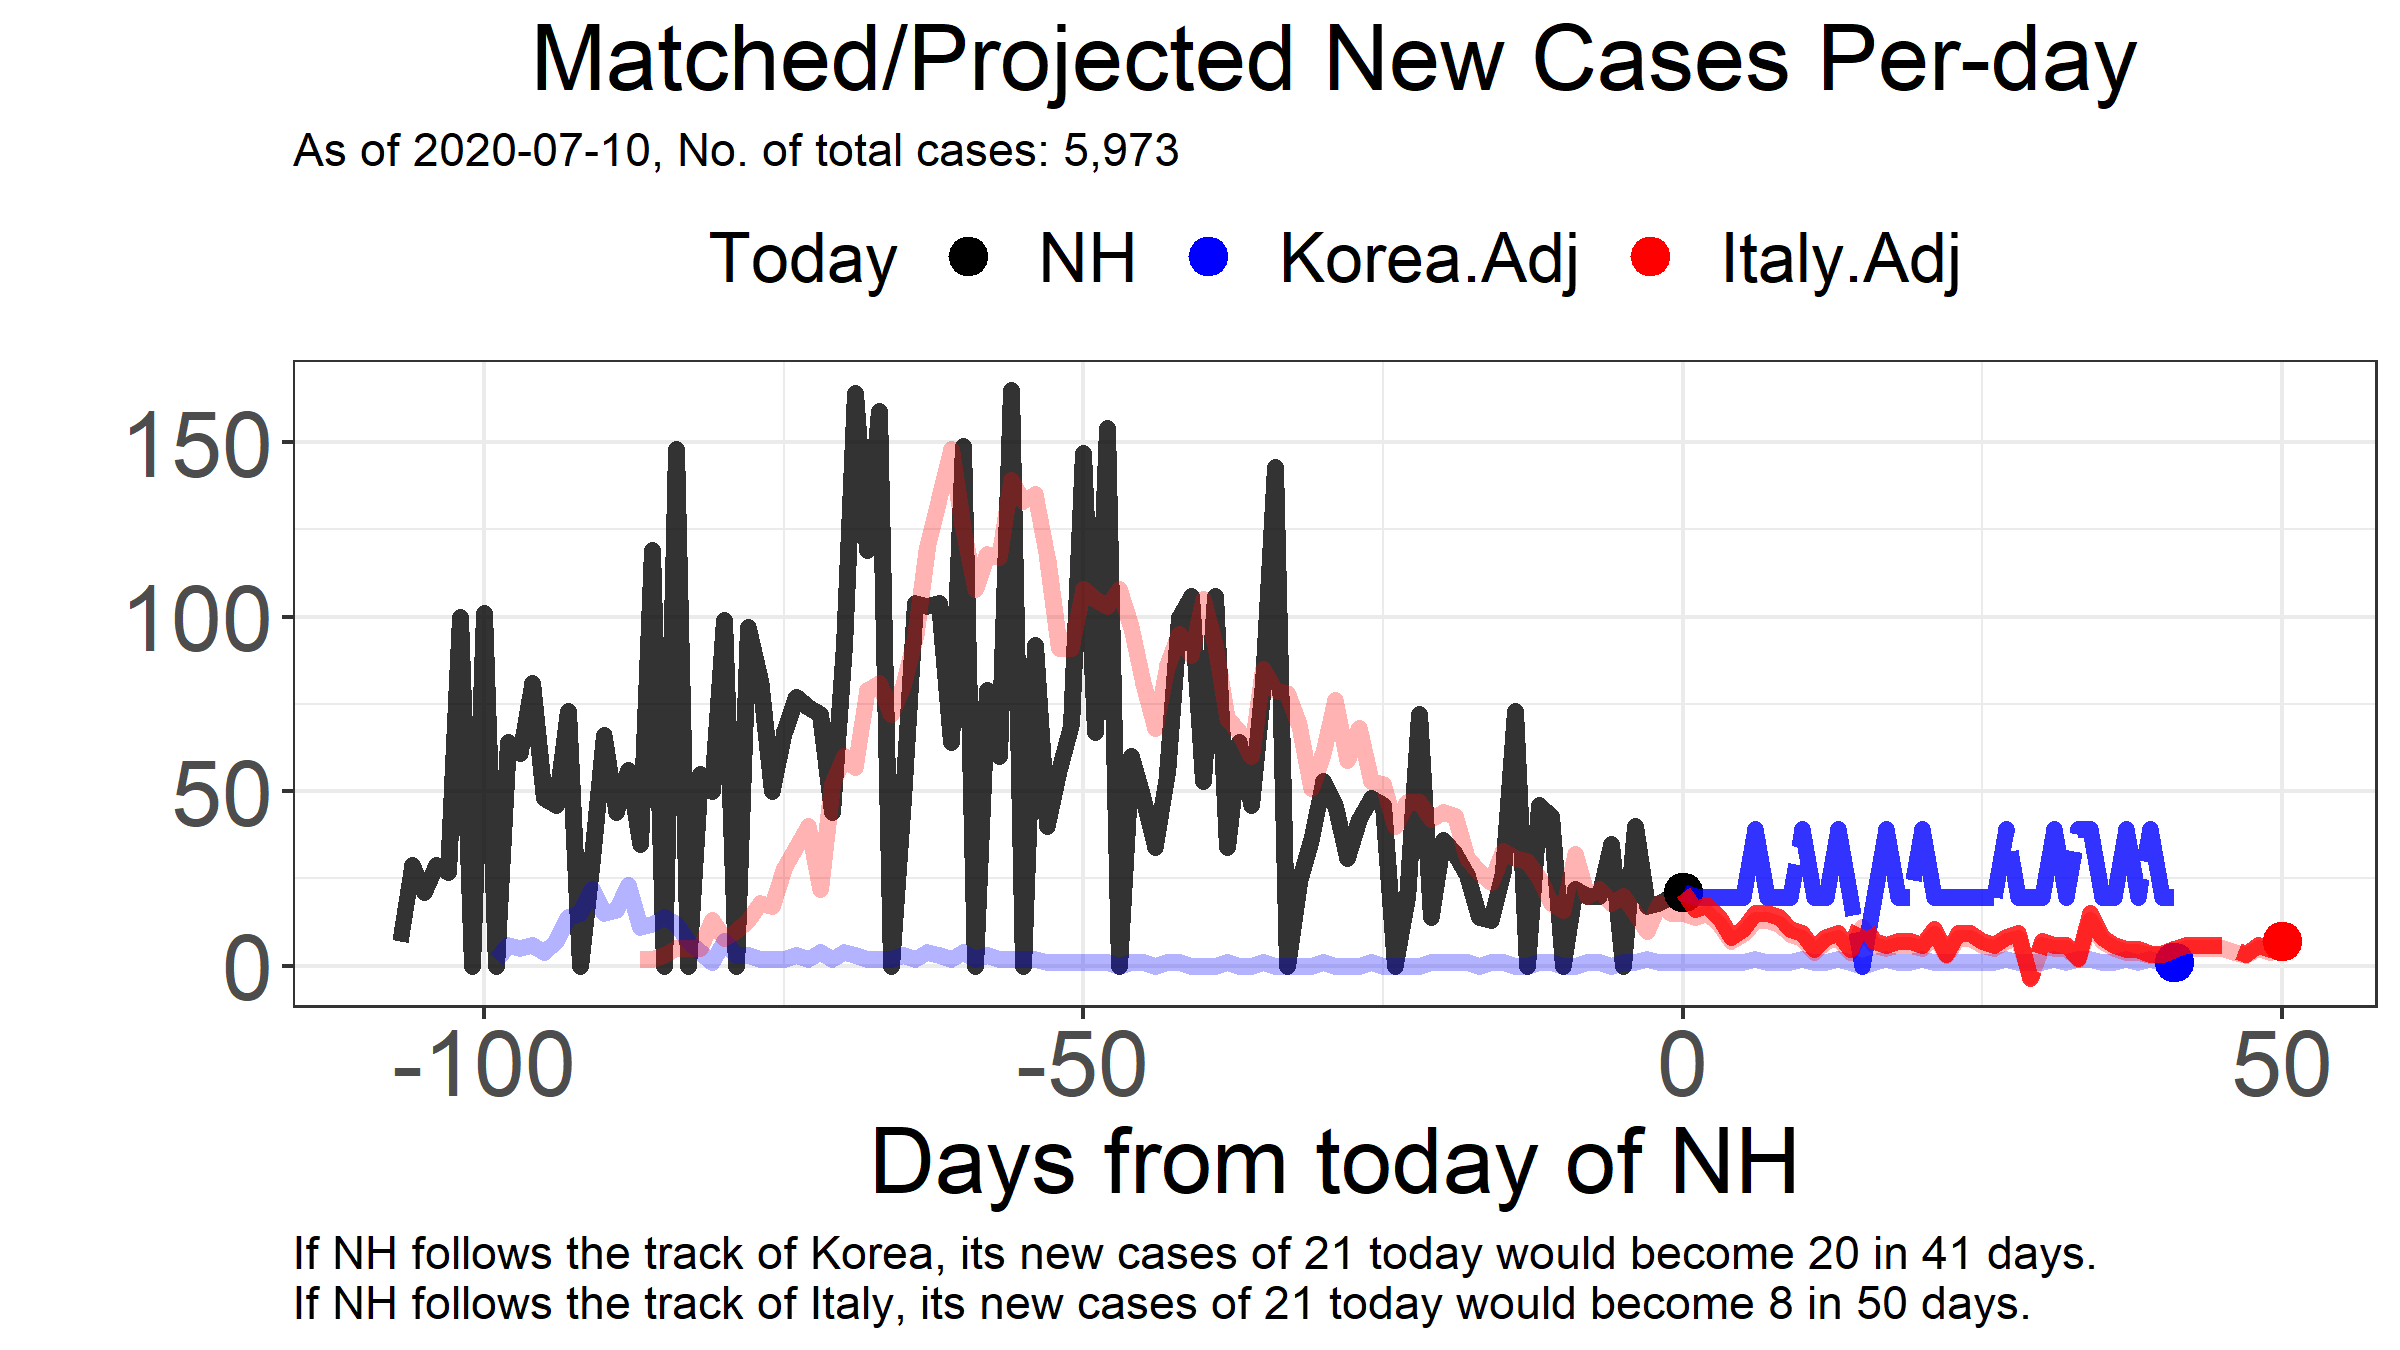 Matched/Projected New Cases Per-day
As of 2020-07-10, No. of total cases: 5,973
Today NH Korea.Adj Italy.Adj
150
100
50
0
-100 -50 0 50
Days from today of NH
If NH follows the track of Korea, its new cases of 21 today would become 20 in 41 days.
If NH follows the track of Italy, its new cases of 21 today would become 8 in 50 days.